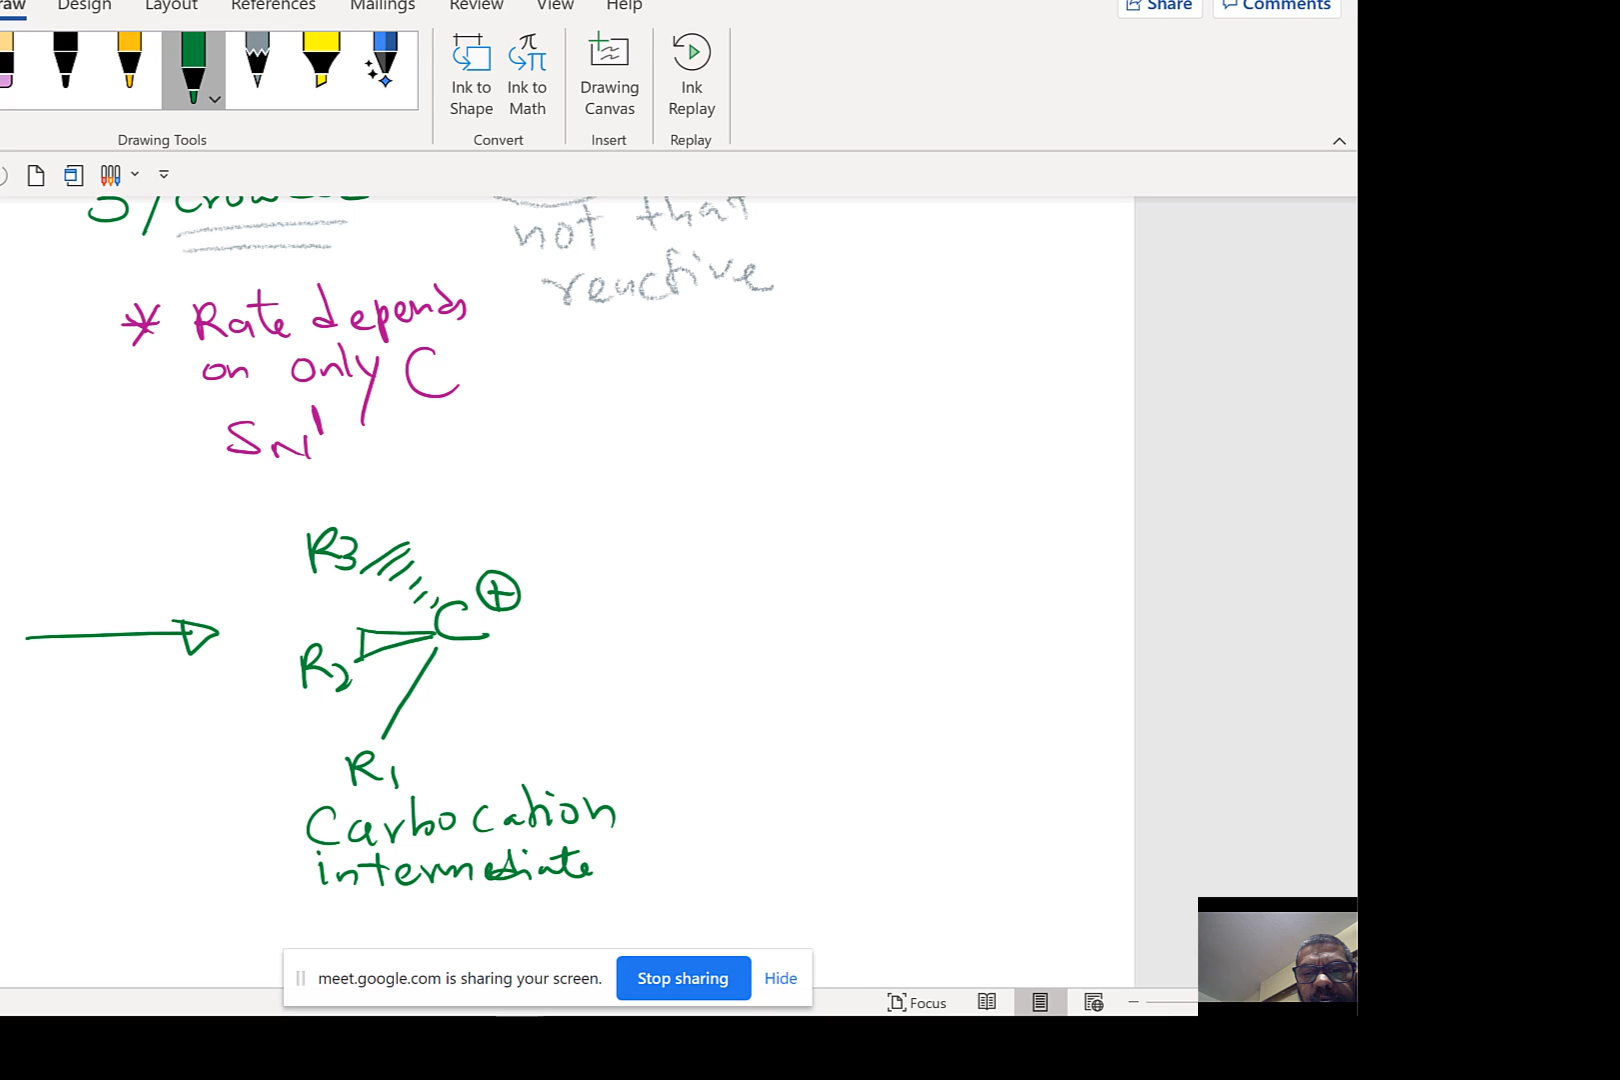 aw Design Layout References Mailings Review View Help
Share Comments
Ink to Shape
Ink to Math
Drawing Canvas
Ink Replay
Drawing Tools
Convert
Insert
Replay
not that
reactive
* Rate depends
on only C
SN1
R3
C +
R2
R1
Carbocation
intermediate
meet.google.com is sharing your screen. Stop sharing Hide
Focus